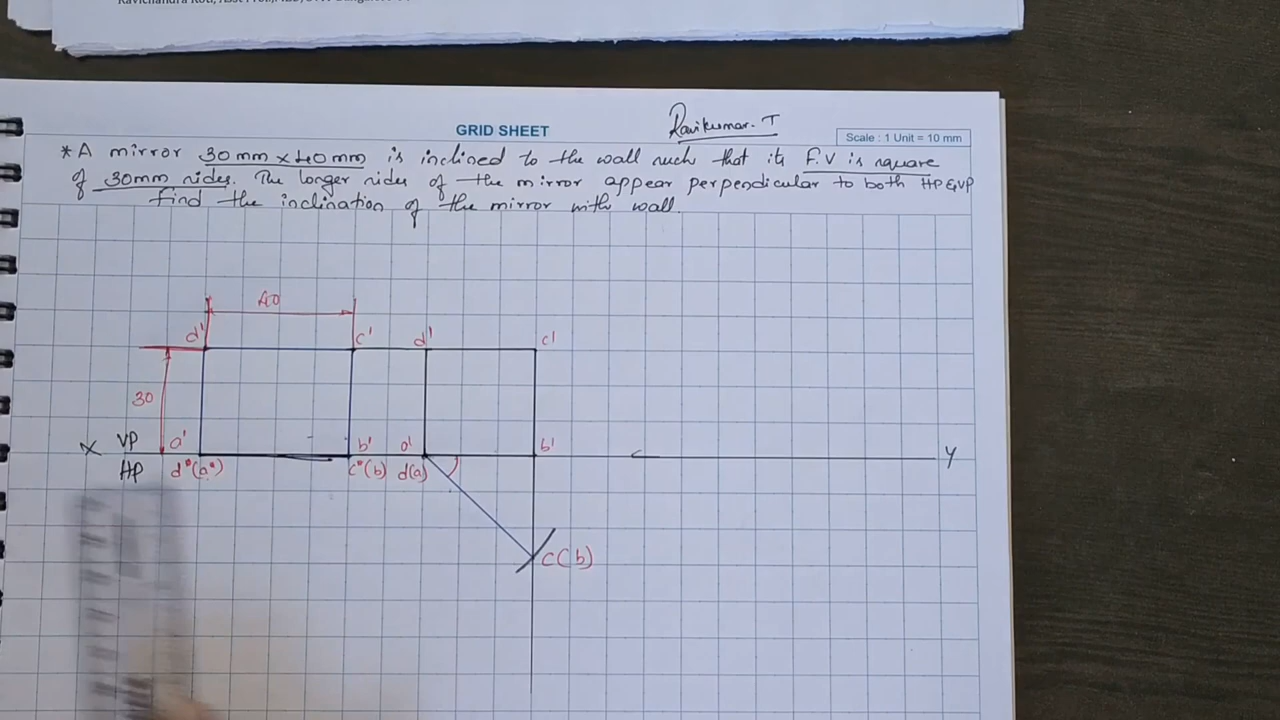 GRID SHEET
Ravikumar. T
Scale : 1 Unit = 10 mm
* A mirror 30mm x 40mm is inclined to the wall such that its F.V is square
of 30mm sides. The longer sides of the mirror appear perpendicular to both HP & VP
find the inclination of the mirror with wall.
40
d' c' d' c'
30
X VP a' b' a' b' Y
HP d°(a°) c°(b) d(a)
c(b)